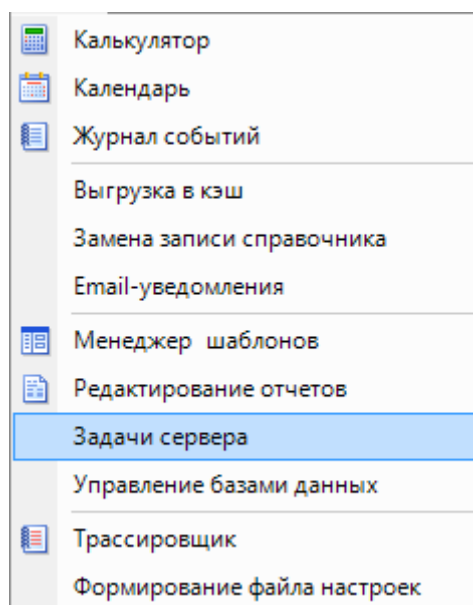 Калькулятор
Календарь
Журнал событий
Выгрузка в кэш
Замена записи справочника
Email-уведомления
Менеджер шаблонов
Редактирование отчетов
Задачи сервера
Управление базами данных
Трассировщик
Формирование файла настроек